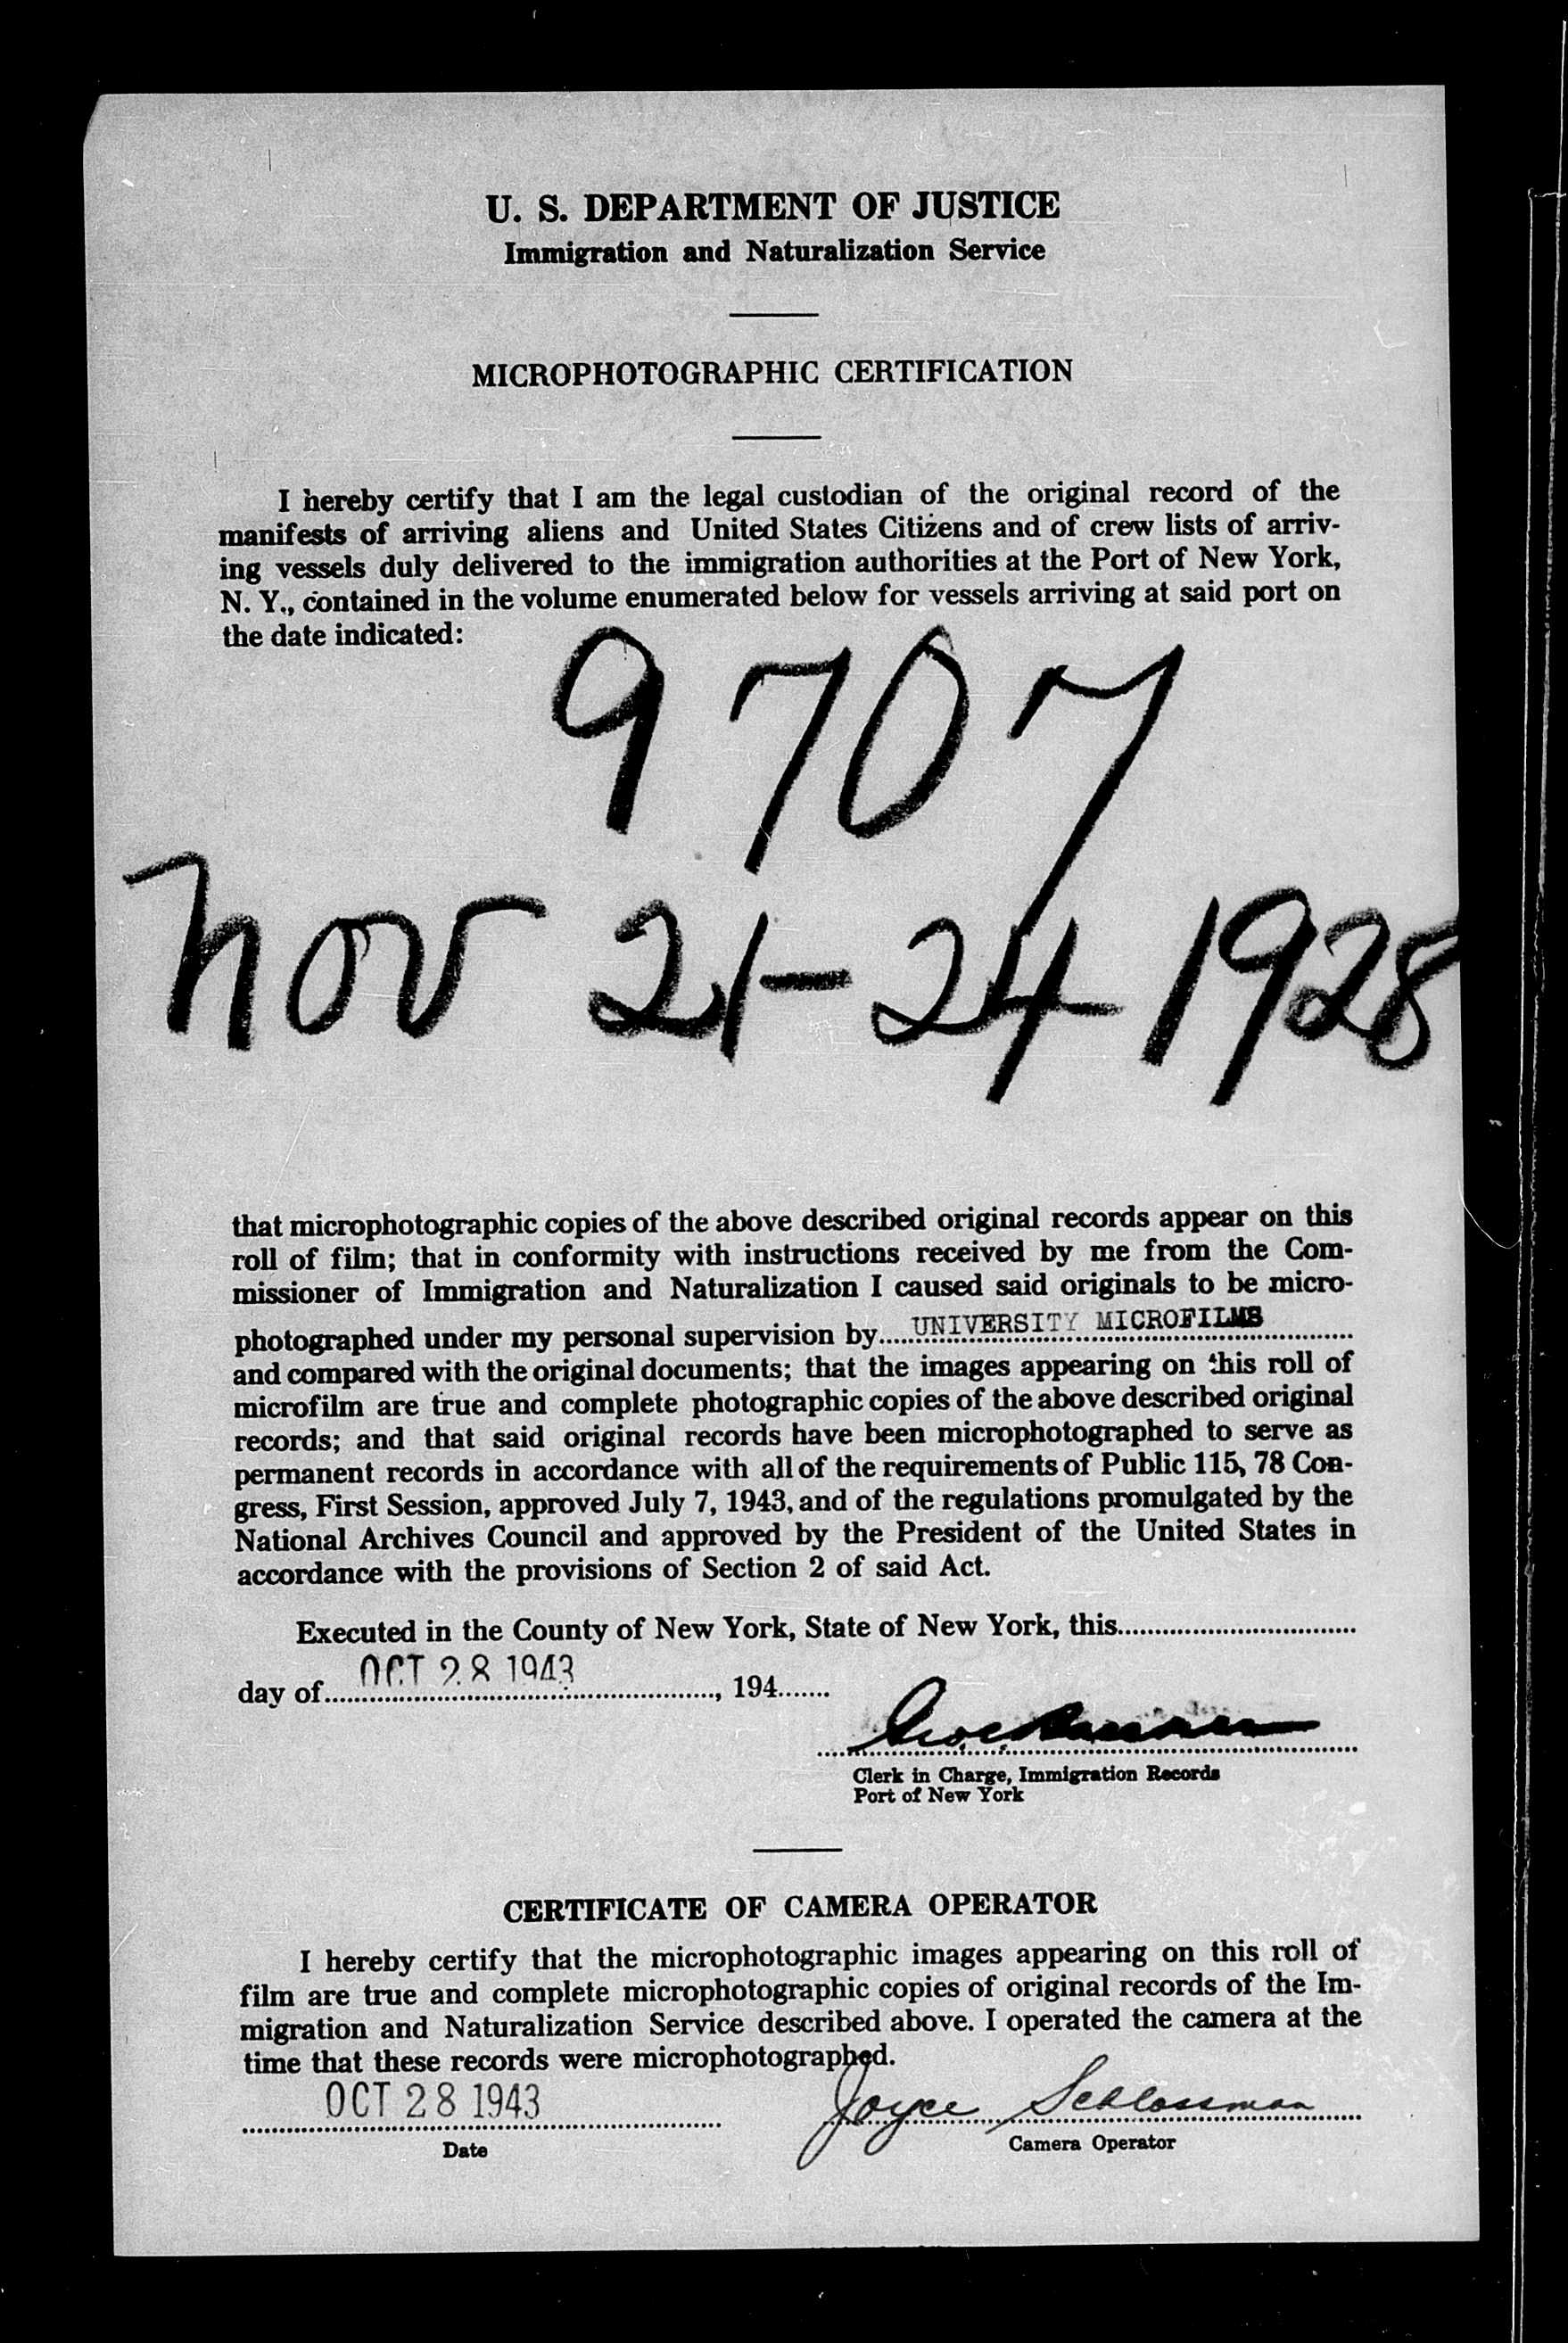 U. S. DEPARTMENT OF JUSTICE
Immigration and Naturalization Service
MICROPHOTOGRAPHIC CERTIFICATION
I hereby certify that I am the legal custodian of the original record of the
manifests of arriving aliens and United States Citizens and of crew lists of arriv-
ing vessels duly delivered to the immigration authorities at the Port of New York,
N. Y., contained in the volume enumerated below for vessels arriving at said port on
the date indicated:
9707
Nov 21-24 1928
that microphotographic copies of the above described original records appear on this
roll of film; that in conformity with instructions received by me from the Com-
missioner of Immigration and Naturalization I caused said originals to be micro-
photographed under my personal supervision by UNIVERSITY MICROFILMS
and compared with the original documents; that the images appearing on this roll of
microfilm are true and complete photographic copies of the above described original
records; and that said original records have been microphotographed to serve as
permanent records in accordance with all of the requirements of Public 115, 78 Con-
gress, First Session, approved July 7, 1943, and of the regulations promulgated by the
National Archives Council and approved by the President of the United States in
accordance with the provisions of Section 2 of said Act.
Executed in the County of New York, State of New York, this
day of OCT 28 1943, 194
Clerk in Charge, Immigration Records
Port of New York
CERTIFICATE OF CAMERA OPERATOR
I hereby certify that the microphotographic images appearing on this roll of
film are true and complete microphotographic copies of original records of the Im-
migration and Naturalization Service described above. I operated the camera at the
time that these records were microphotographed.
OCT 28 1943 Joyce Schlossman
Date Camera Operator